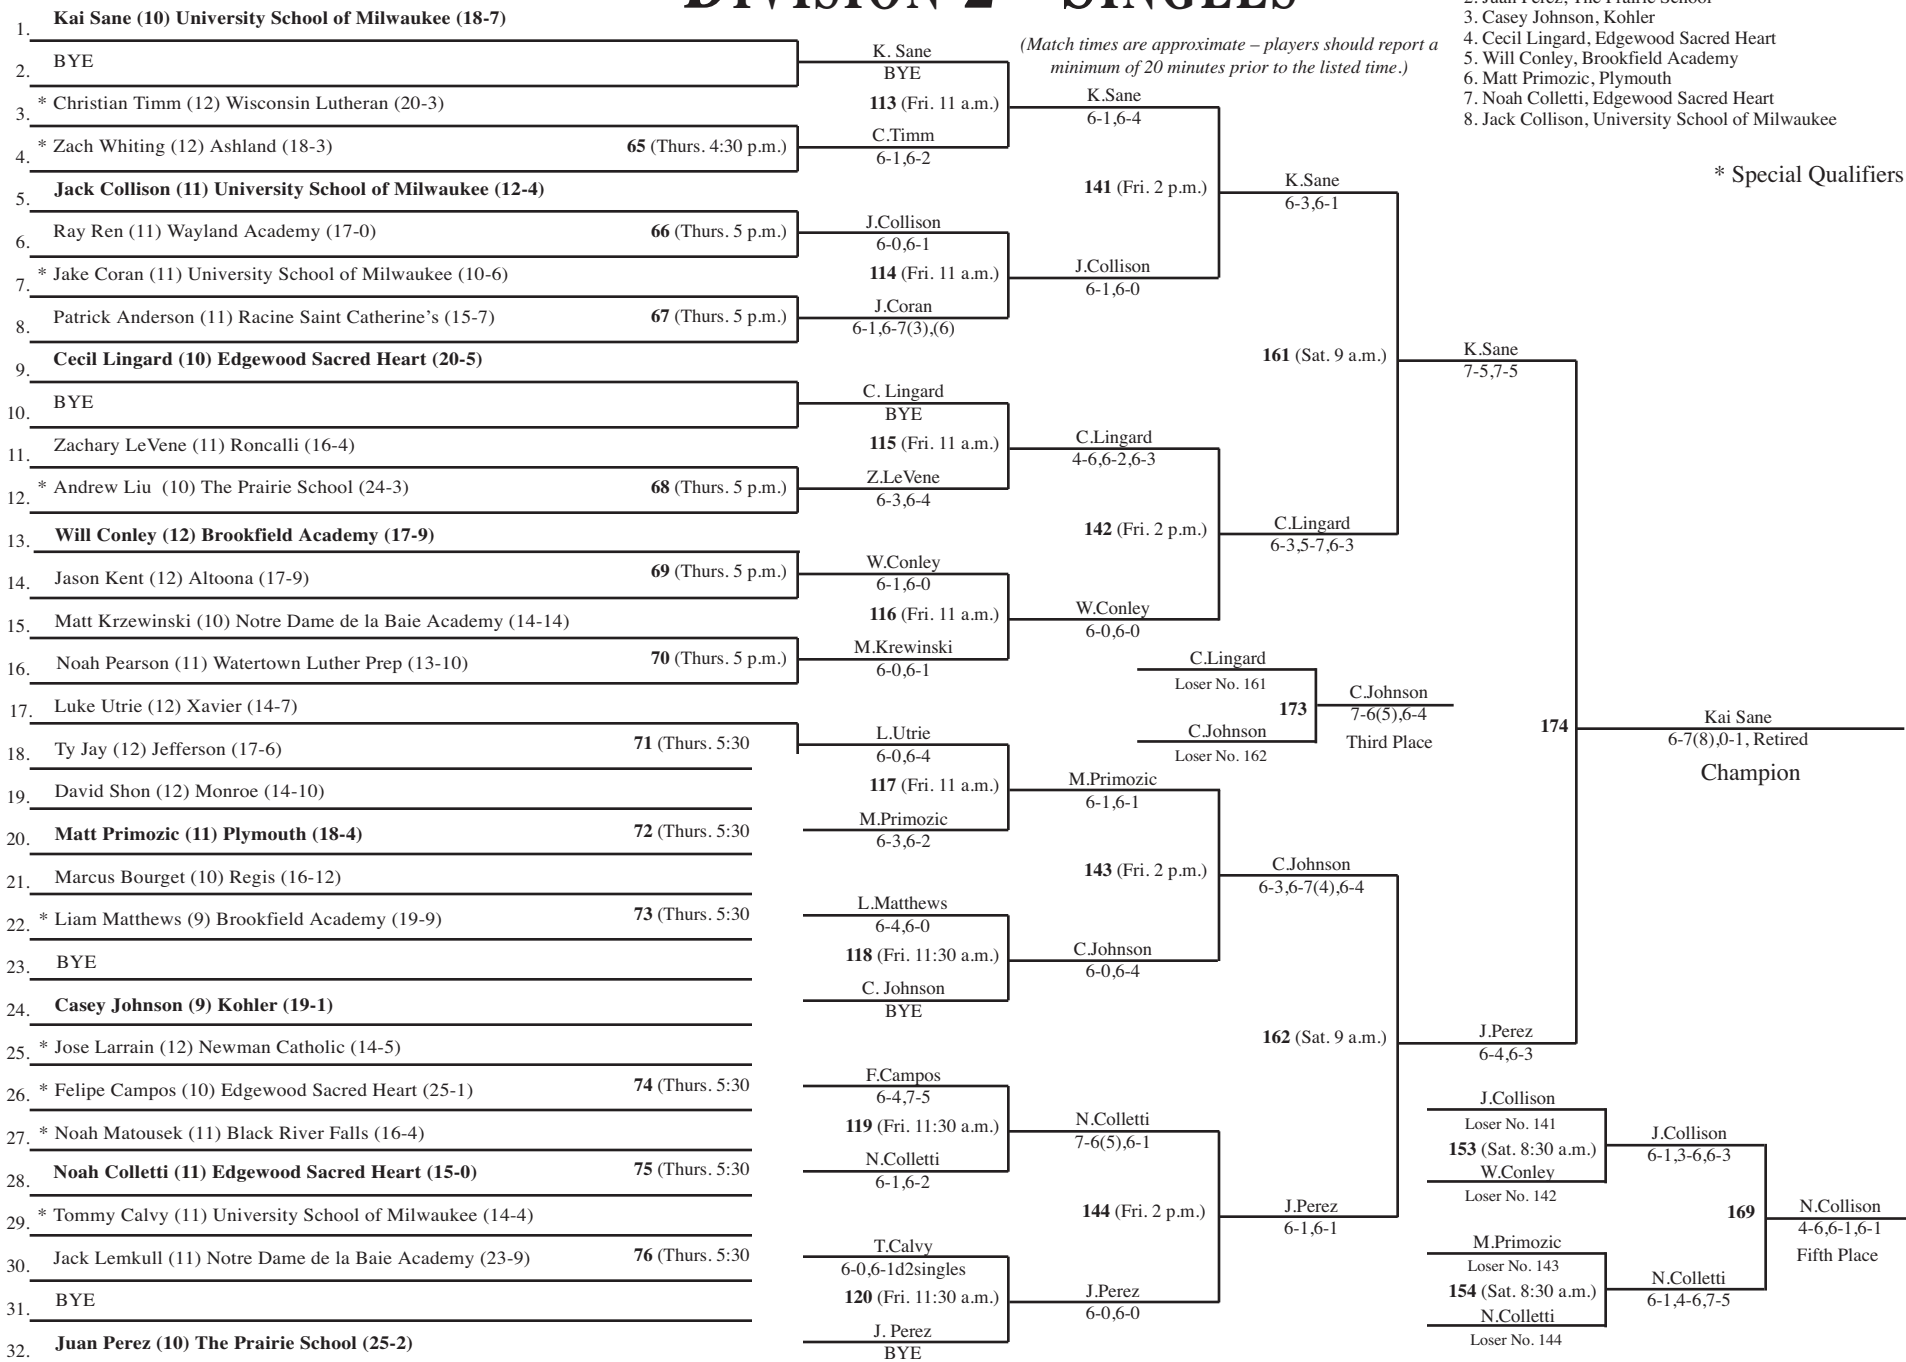 DIVISION 2 SINGLES
(Match times are approximate – players should report a
minimum of 20 minutes prior to the listed time.)
2. Juan Perez, The Prairie School
3. Casey Johnson, Kohler
4. Cecil Lingard, Edgewood Sacred Heart
5. Will Conley, Brookfield Academy
6. Matt Primozic, Plymouth
7. Noah Colletti, Edgewood Sacred Heart
8. Jack Collison, University School of Milwaukee
* Special Qualifiers
1. Kai Sane (10) University School of Milwaukee (18-7)
2. BYE
3. * Christian Timm (12) Wisconsin Lutheran (20-3)
4. * Zach Whiting (12) Ashland (18-3) 65 (Thurs. 4:30 p.m.)
5. Jack Collison (11) University School of Milwaukee (12-4)
6. Ray Ren (11) Wayland Academy (17-0) 66 (Thurs. 5 p.m.)
7. * Jake Coran (11) University School of Milwaukee (10-6)
8. Patrick Anderson (11) Racine Saint Catherine's (15-7) 67 (Thurs. 5 p.m.)
9. Cecil Lingard (10) Edgewood Sacred Heart (20-5)
10. BYE
11. Zachary LeVene (11) Roncalli (16-4)
12. * Andrew Liu (10) The Prairie School (24-3) 68 (Thurs. 5 p.m.)
13. Will Conley (12) Brookfield Academy (17-9)
14. Jason Kent (12) Altoona (17-9) 69 (Thurs. 5 p.m.)
15. Matt Krzewinski (10) Notre Dame de la Baie Academy (14-14)
16. Noah Pearson (11) Watertown Luther Prep (13-10) 70 (Thurs. 5 p.m.)
17. Luke Utrie (12) Xavier (14-7)
18. Ty Jay (12) Jefferson (17-6) 71 (Thurs. 5:30
19. David Shon (12) Monroe (14-10)
20. Matt Primozic (11) Plymouth (18-4) 72 (Thurs. 5:30
21. Marcus Bourget (10) Regis (16-12)
22. * Liam Matthews (9) Brookfield Academy (19-9) 73 (Thurs. 5:30
23. BYE
24. Casey Johnson (9) Kohler (19-1)
25. * Jose Larrain (12) Newman Catholic (14-5)
26. * Felipe Campos (10) Edgewood Sacred Heart (25-1) 74 (Thurs. 5:30
27. * Noah Matousek (11) Black River Falls (16-4)
28. Noah Colletti (11) Edgewood Sacred Heart (15-0) 75 (Thurs. 5:30
29. * Tommy Calvy (11) University School of Milwaukee (14-4)
30. Jack Lemkull (11) Notre Dame de la Baie Academy (23-9) 76 (Thurs. 5:30
31. BYE
32. Juan Perez (10) The Prairie School (25-2)
K. Sane
BYE
113 (Fri. 11 a.m.)
C.Timm
6-1,6-2
J.Collison
6-0,6-1
114 (Fri. 11 a.m.)
J.Coran
6-1,6-7(3),(6)
C. Lingard
BYE
115 (Fri. 11 a.m.)
Z.LeVene
6-3,6-4
W.Conley
6-1,6-0
116 (Fri. 11 a.m.)
M.Krewinski
6-0,6-1
L.Utrie
6-0,6-4
117 (Fri. 11 a.m.)
M.Primozic
6-3,6-2
L.Matthews
6-4,6-0
118 (Fri. 11:30 a.m.)
C. Johnson
BYE
F.Campos
6-4,7-5
119 (Fri. 11:30 a.m.)
N.Colletti
6-1,6-2
T.Calvy
6-0,6-1d2singles
120 (Fri. 11:30 a.m.)
J. Perez
BYE
K.Sane
6-1,6-4
141 (Fri. 2 p.m.)
J.Collison
6-1,6-0
C.Lingard
4-6,6-2,6-3
142 (Fri. 2 p.m.)
W.Conley
6-0,6-0
M.Primozic
6-1,6-1
143 (Fri. 2 p.m.)
C.Johnson
6-0,6-4
N.Colletti
7-6(5),6-1
144 (Fri. 2 p.m.)
J.Perez
6-0,6-0
K.Sane
6-3,6-1
161 (Sat. 9 a.m.)
C.Lingard
6-3,5-7,6-3
C.Johnson
6-3,6-7(4),6-4
162 (Sat. 9 a.m.)
J.Perez
6-1,6-1
K.Sane
7-5,7-5
174
J.Perez
6-4,6-3
Kai Sane
6-7(8),0-1, Retired
Champion
C.Lingard
Loser No. 161
173
C.Johnson
Loser No. 162
C.Johnson
7-6(5),6-4
Third Place
J.Collison
Loser No. 141
153 (Sat. 8:30 a.m.)
W.Conley
Loser No. 142
J.Collison
6-1,3-6,6-3
169
M.Primozic
Loser No. 143
154 (Sat. 8:30 a.m.)
N.Colletti
Loser No. 144
N.Colletti
6-1,4-6,7-5
N.Collison
4-6,6-1,6-1
Fifth Place